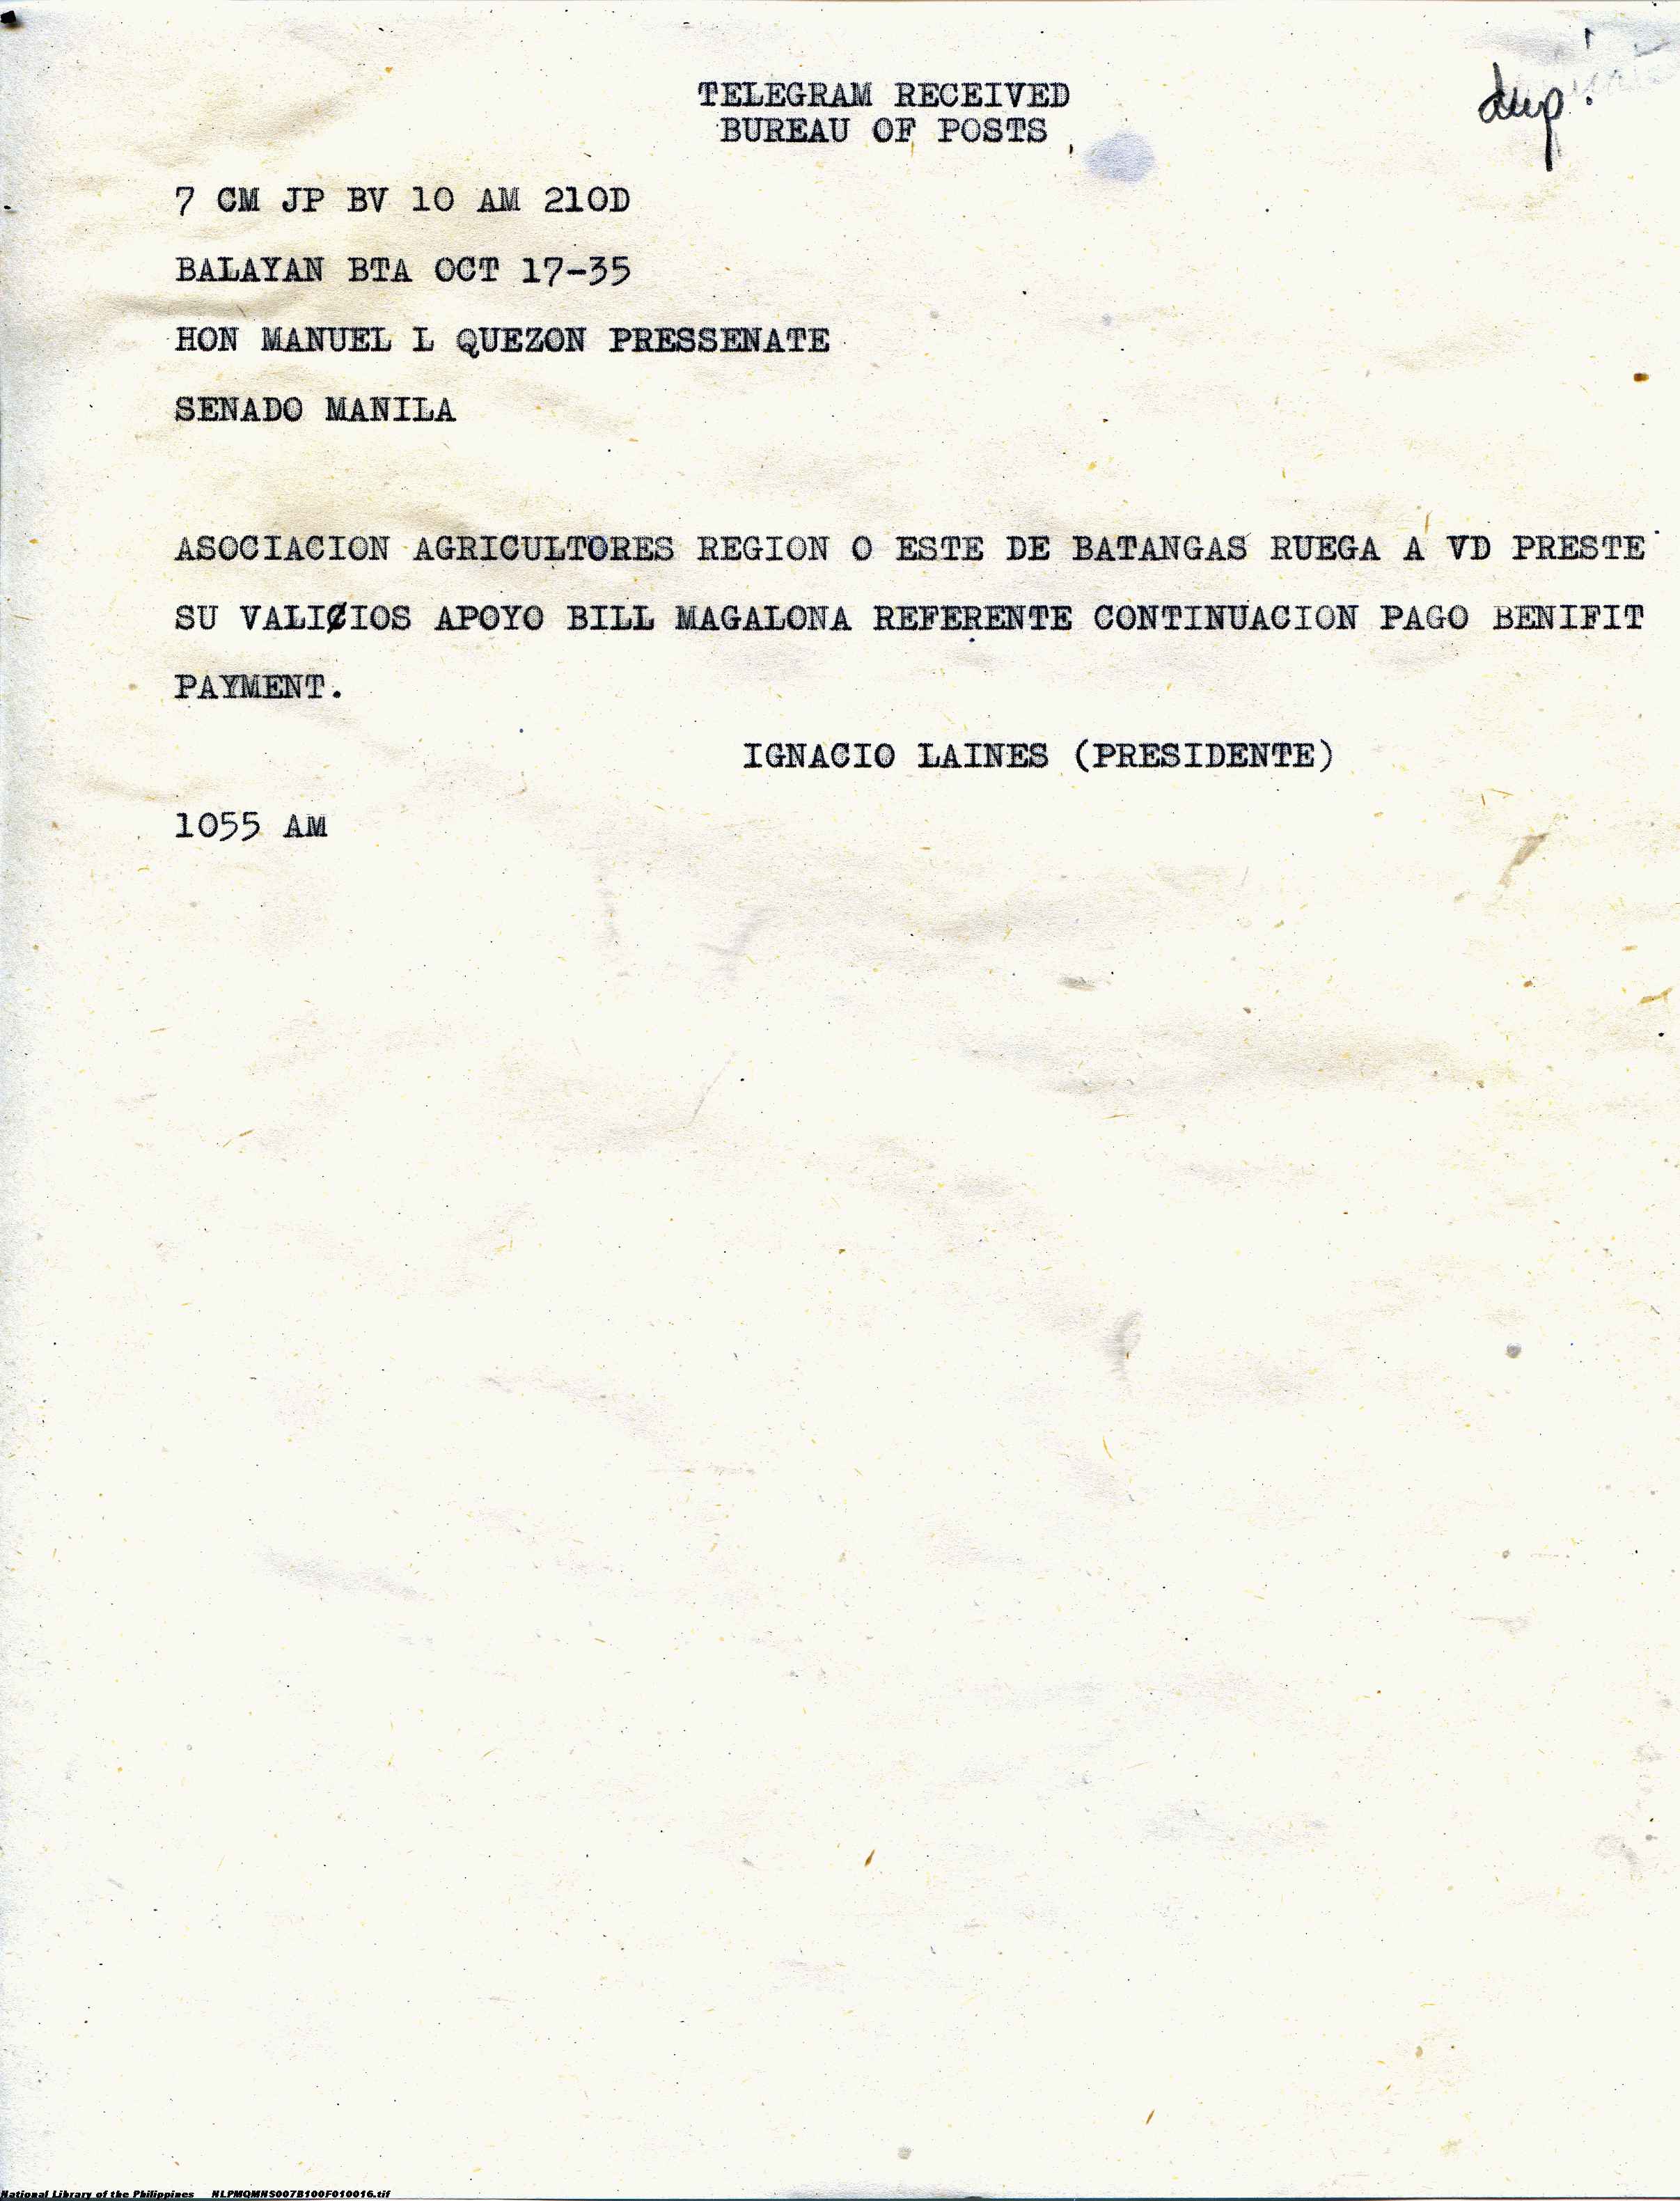 TELEGRAM RECEIVED
BUREAU OF POSTS
dup.
7 CM JP BV 10 AM 210D
BALAYAN BTA OCT 17-35
HON MANUEL L QUEZON PRESSENATE
SENADO MANILA
ASOCIACION AGRICULTORES REGION O ESTE DE BATANGAS RUEGA A VD PRESTE
SU VALICIOS APOYO BILL MAGALONA REFERENTE CONTINUACION PAGO BENIFIT
PAYMENT.
IGNACIO LAINES (PRESIDENTE)
1055 AM
National Library of the Philippines NLPMQMNS007B100F010016.tif